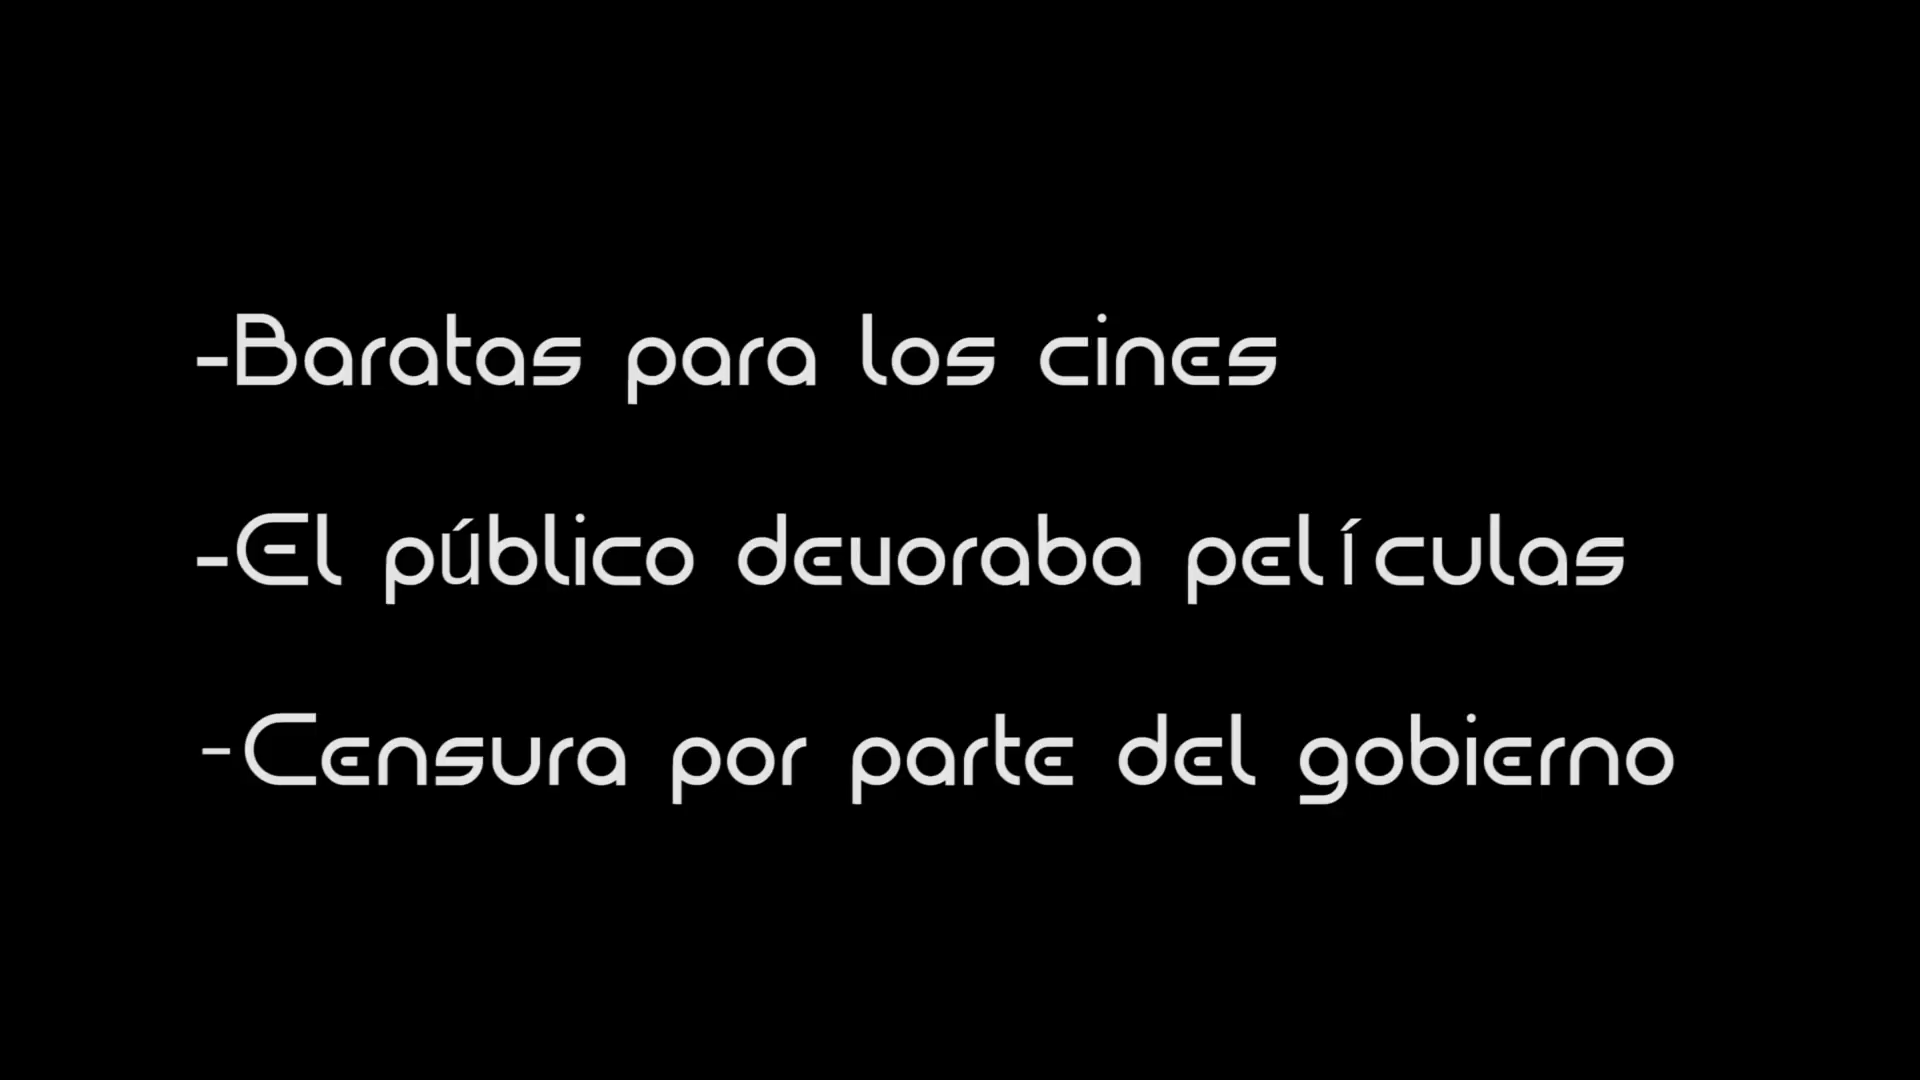 -Baratas para los cines
-El público devoraba películas
-Censura por parte del gobierno